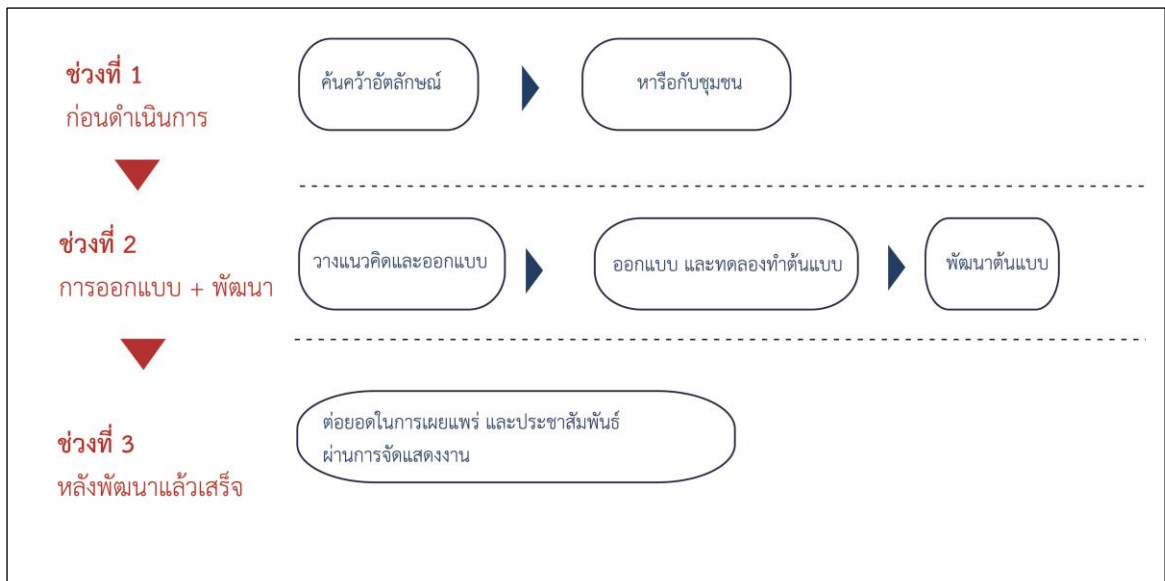 ช่วงที่ 1
ก่อนดำเนินการ
ค้นคว้าอัตลักษณ์
หารือกับชุมชน
ช่วงที่ 2
การออกแบบ + พัฒนา
วางแนวคิดและออกแบบ
ออกแบบ และทดลองทำต้นแบบ
พัฒนาต้นแบบ
ช่วงที่ 3
หลังพัฒนาแล้วเสร็จ
ต่อยอดในการเผยแพร่ และประชาสัมพันธ์
ผ่านการจัดแสดงงาน